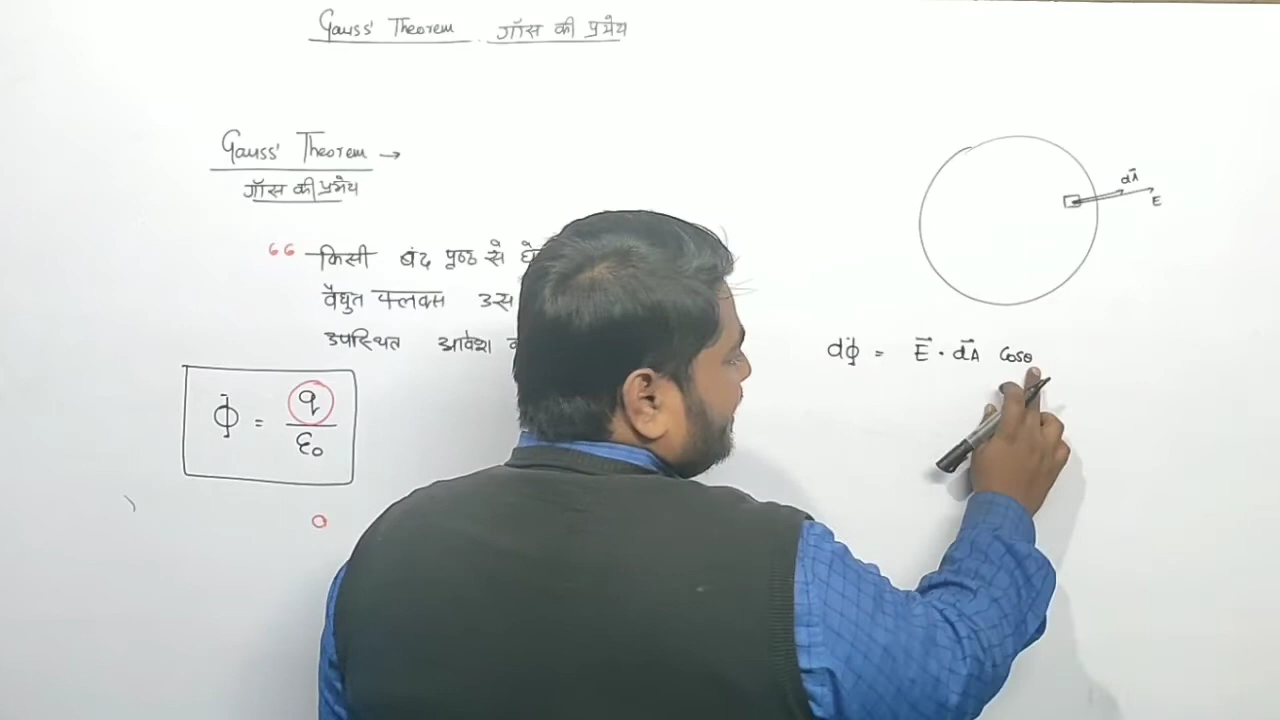 Gauss' Theorem गॉस की प्रमेय
Gauss' Theorem →
गॉस की प्रमेय
“ किसी बंद पृष्ठ से
वैधुत फ्लक्स उस
उपस्थित आवेश
ϕ = q/ε₀
dA⃗
E
dϕ = E⃗ · dA⃗ Cosθ